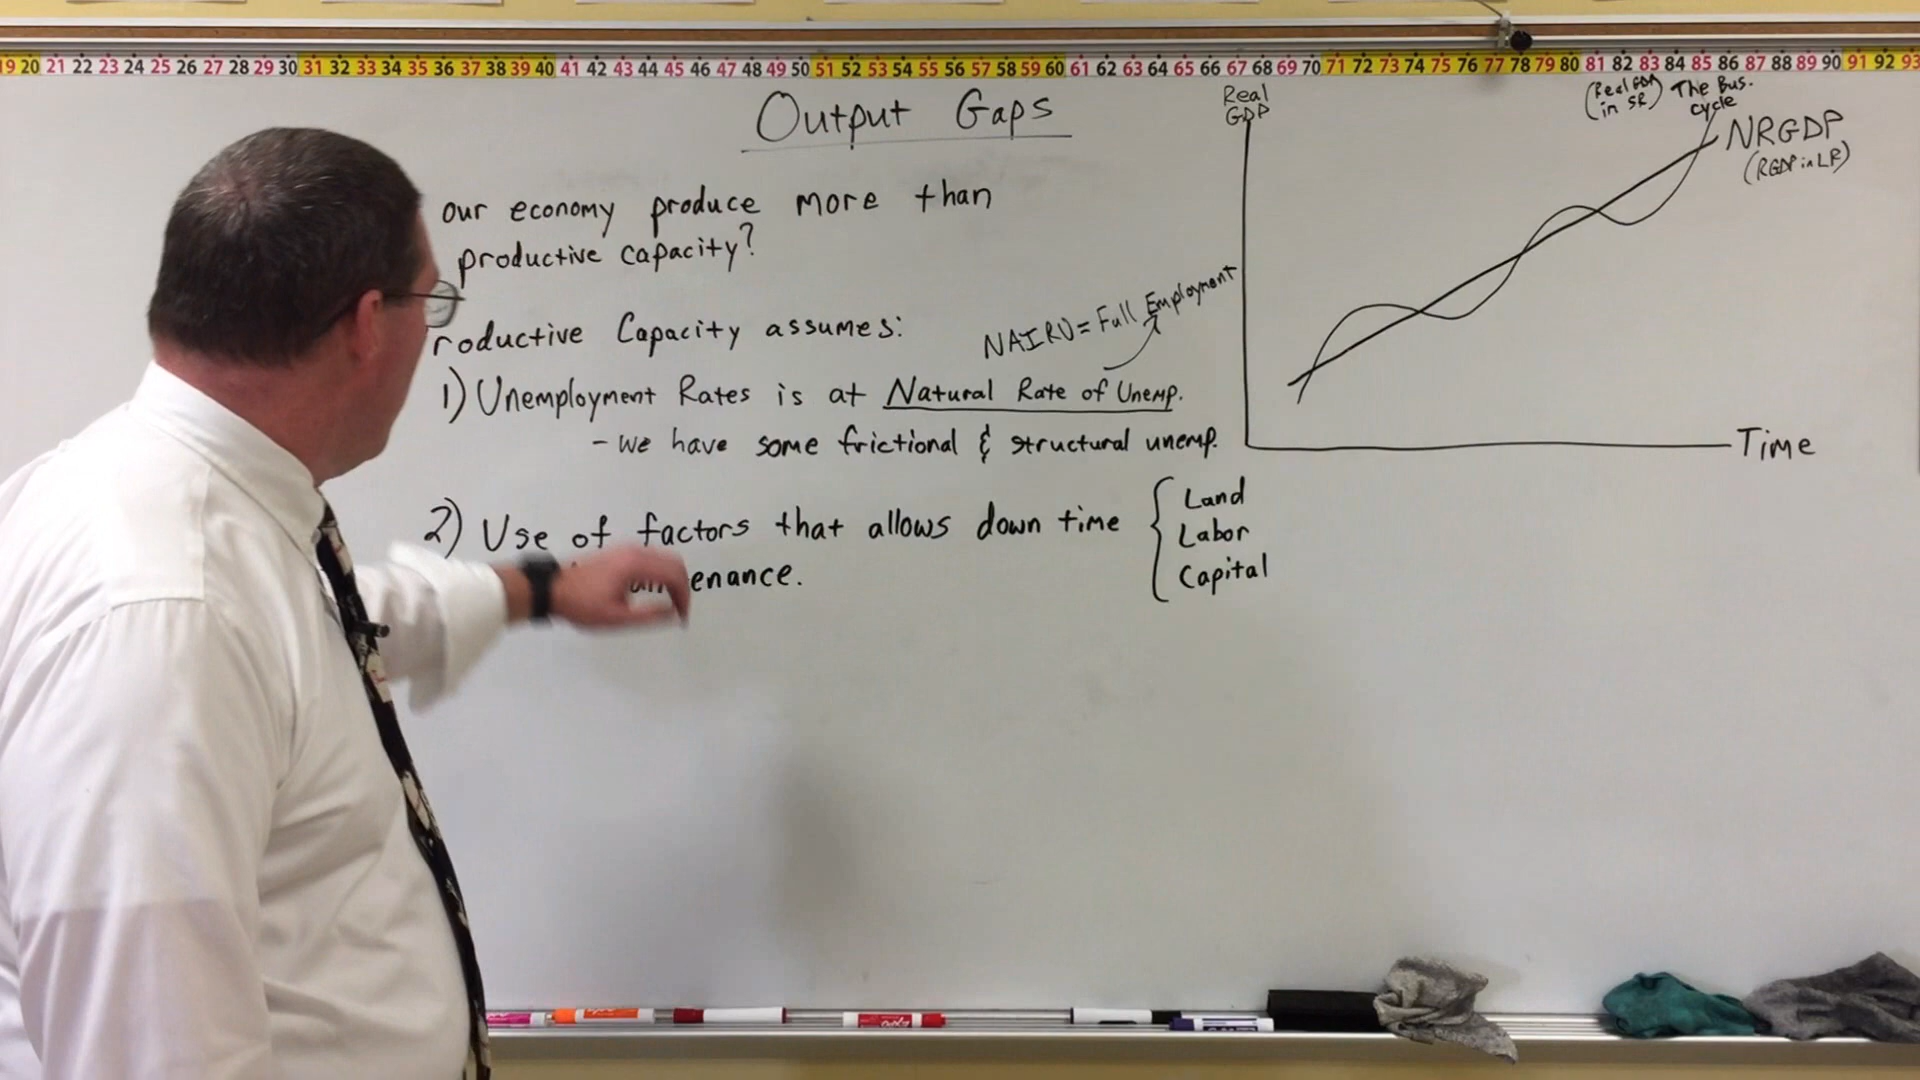 19 20 21 22 23 24 25 26 27 28 29 30 31 32 33 34 35 36 37 38 39 40 41 42 43 44 45 46 47 48 49 50 51 52 53 54 55 56 57 58 59 60 61 62 63 64 65 66 67 68 69 70 71 72 73 74 75 76 77 78 79 80 81 82 83 84 85 86 87 88 89 90 91 92 93
Output Gaps
our economy produce more than
productive capacity?
roductive Capacity assumes:
NAIRU = Full Employment
1) Unemployment Rates is at Natural Rate of Unemp.
- we have some frictional & structural unemp.
2) Use of factors that allows down time
enance.
Land
Labor
Capital
Real
GDP
(Real GDP
in SR)
The Bus.
cycle
NRGDP
(RGDP in LR)
Time